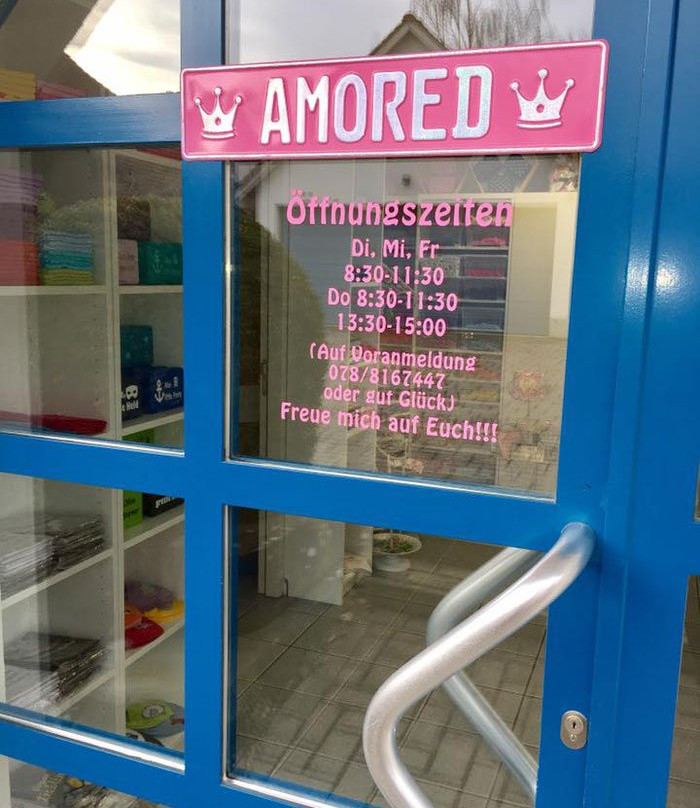 AMORED
Öffnungszeiten
Di, Mi, Fr
8:30-11:30
Do 8:30-11:30
13:30-15:00
(Auf Voranmeldung
078/8167447
oder gut Glück)
Freue mich auf Euch!!!